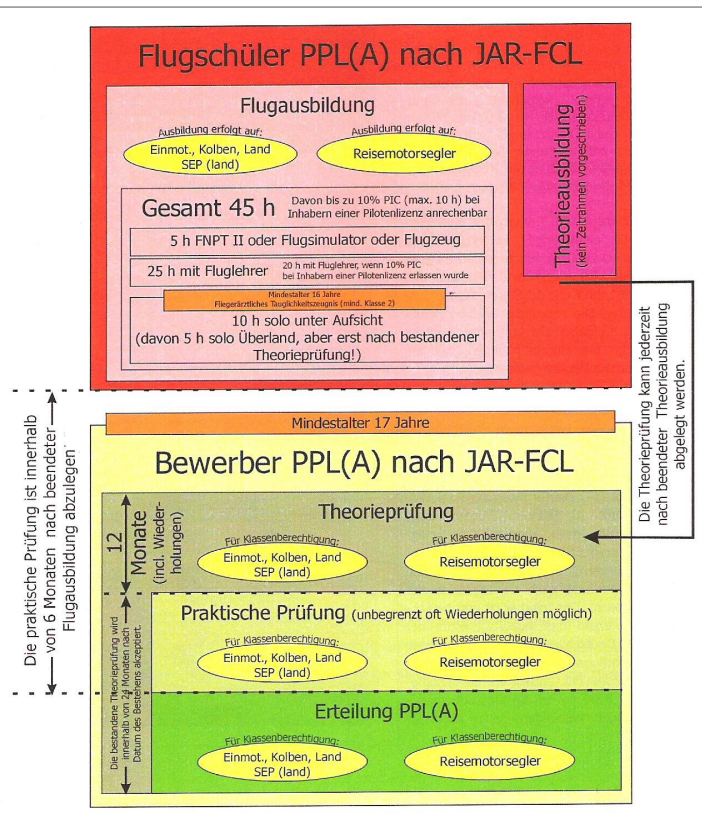 Flugschüler PPL(A) nach JAR-FCL
Flugausbildung
Ausbildung erfolgt auf:
Einmot., Kolben, Land
SEP (land)
Ausbildung erfolgt auf:
Reisemotorsegler
Gesamt 45 h
Davon bis zu 10% PIC (max. 10 h) bei
Inhabern einer Pilotenlizenz anrechenbar
5 h FNPT II oder Flugsimulator oder Flugzeug
25 h mit Fluglehrer
20 h mit Fluglehrer, wenn 10% PIC
bei Inhabern einer Pilotenlizenz erlassen wurde
Mindestalter 16 Jahre
Fliegerärztliches Tauglichkeitszeugnis (mind. Klasse 2)
10 h solo unter Aufsicht
(davon 5 h solo Überland, aber erst nach bestandener
Theorieprüfung!)
Theorieausbildung
(kein Zeitrahmen vorgeschrieben)
Die Theorieprüfung kann jederzeit
nach beendeter Theorieausbildung
abgelegt werden.
Die praktische Prüfung ist innerhalb
von 6 Monaten nach beendeter
Flugausbildung abzulegen
Mindestalter 17 Jahre
Bewerber PPL(A) nach JAR-FCL
12
Monate
(incl. Wieder-
holungen)
Theorieprüfung
Für Klassenberechtigung:
Einmot., Kolben, Land
SEP (land)
Für Klassenberechtigung:
Reisemotorsegler
Die bestandene Theorieprüfung wird
innerhalb von 24 Monaten nach
Datum des Bestehens akzeptiert.
Praktische Prüfung (unbegrenzt oft Wiederholungen möglich)
Für Klassenberechtigung:
Einmot., Kolben, Land
SEP (land)
Für Klassenberechtigung:
Reisemotorsegler
Erteilung PPL(A)
Für Klassenberechtigung:
Einmot., Kolben, Land
SEP (land)
Für Klassenberechtigung:
Reisemotorsegler